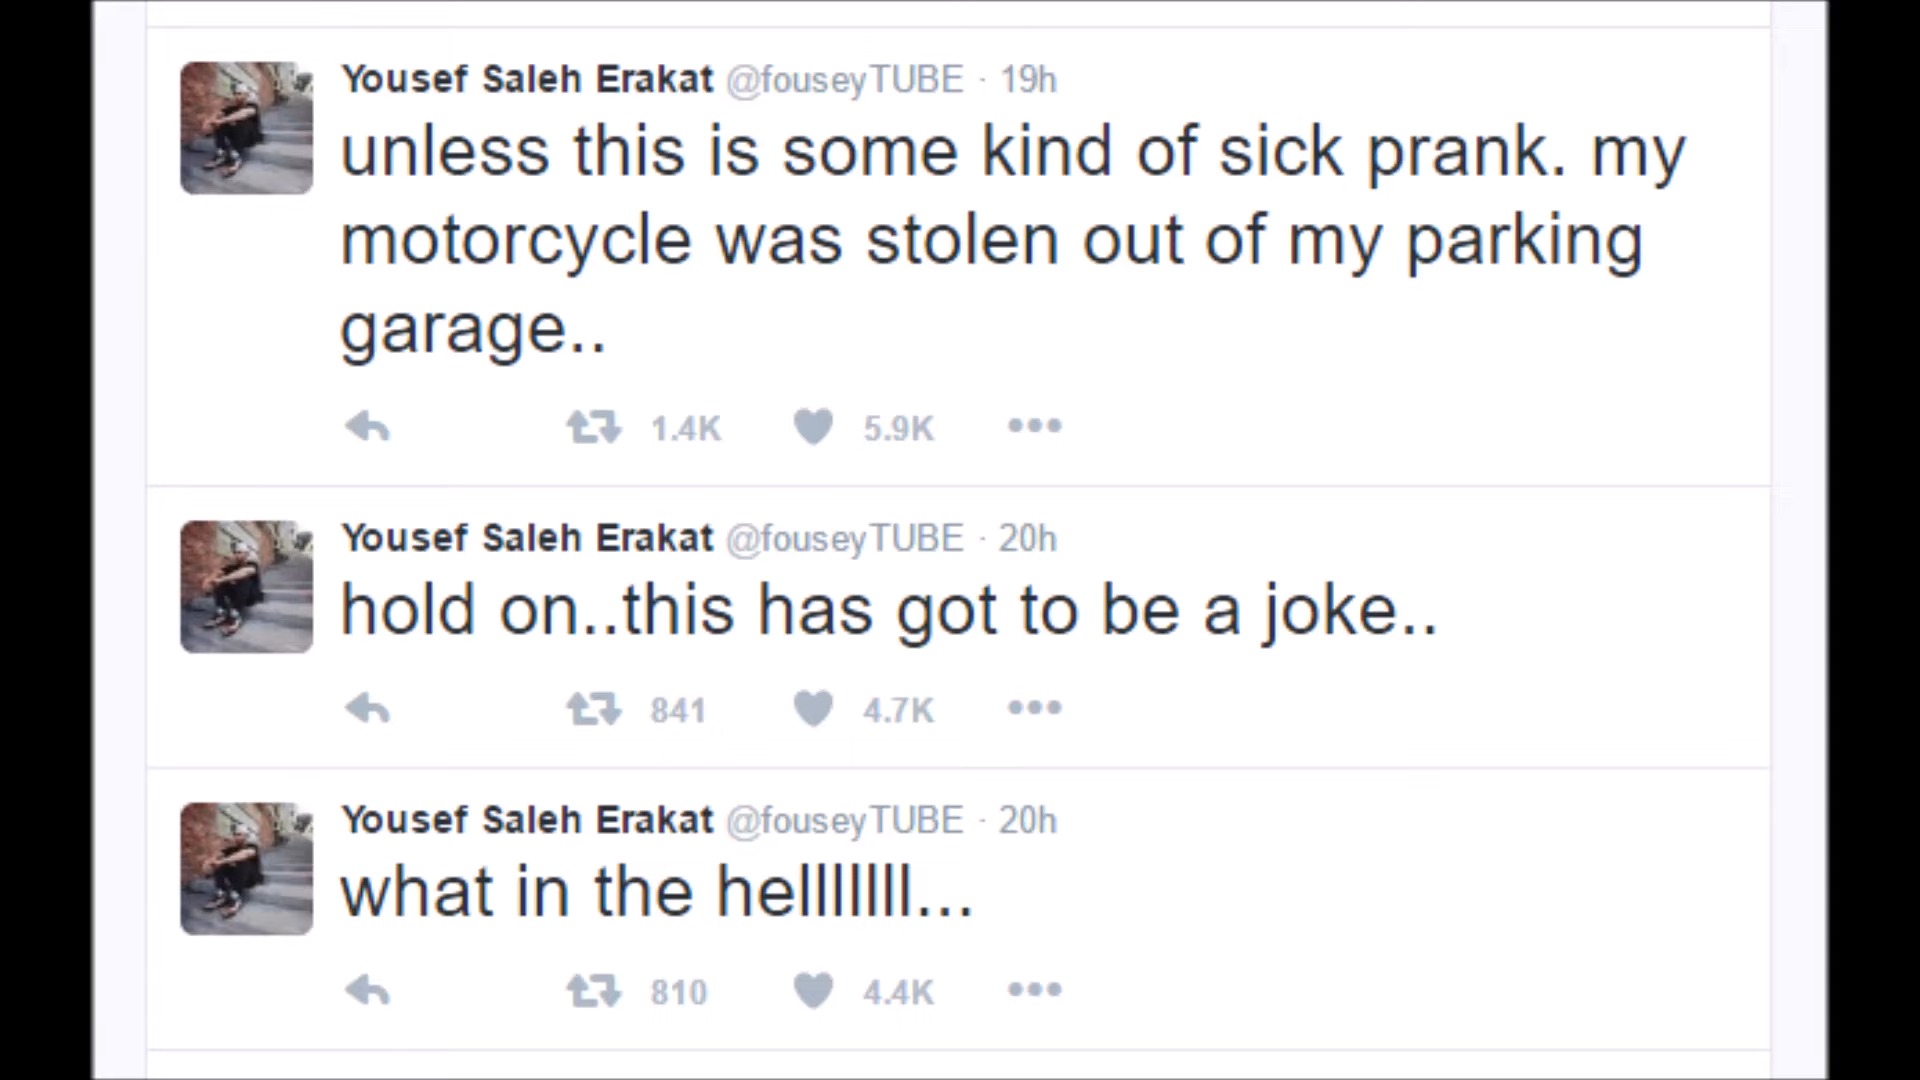 Yousef Saleh Erakat @fouseyTUBE · 19h
unless this is some kind of sick prank. my
motorcycle was stolen out of my parking
garage..
1.4K 5.9K
Yousef Saleh Erakat @fouseyTUBE · 20h
hold on..this has got to be a joke..
841 4.7K
Yousef Saleh Erakat @fouseyTUBE · 20h
what in the hellllllll...
810 4.4K